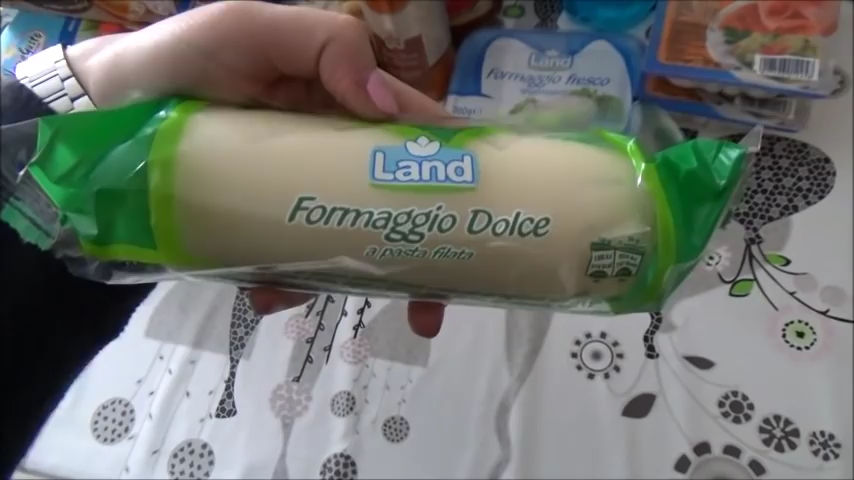 Land
Formaggio fresco
Land
Formaggio Dolce
a pasta filata